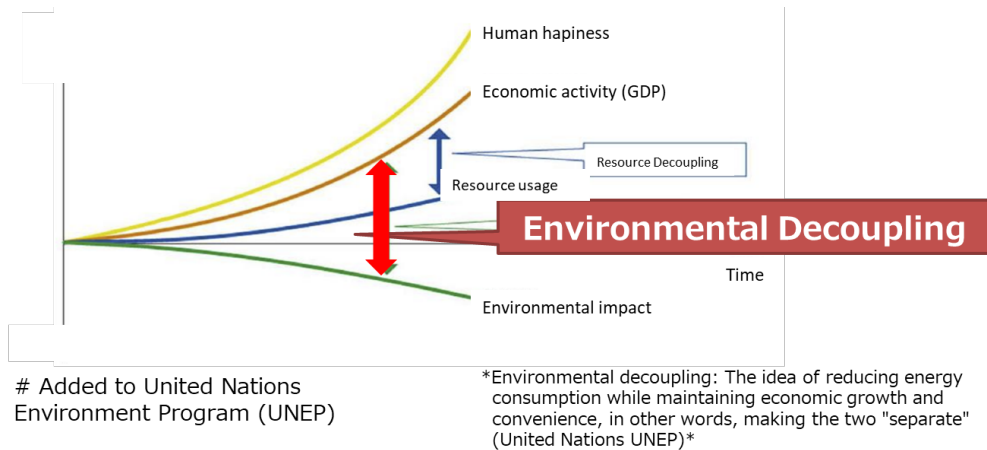 Human hapiness
Economic activity (GDP)
Resource Decoupling
Resource usage
Environmental Decoupling
Time
Environmental impact
# Added to United Nations
Environment Program (UNEP)
*Environmental decoupling: The idea of reducing energy
consumption while maintaining economic growth and
convenience, in other words, making the two "separate"
(United Nations UNEP)*